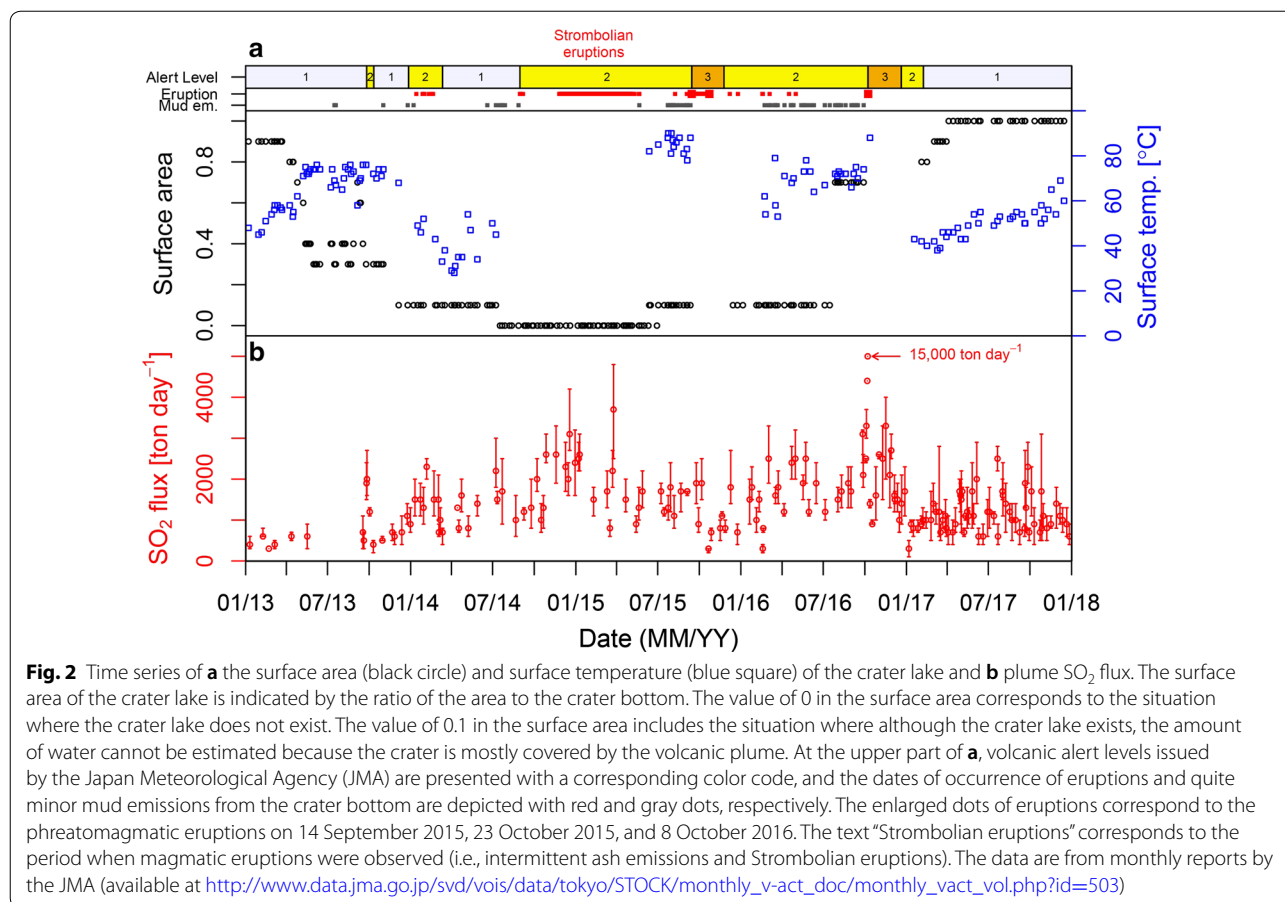 Strombolian
eruptions
a
Alert Level
1 2 1 2 1 2 3 2 3 2 1
Eruption
Mud em.
Surface area
0.8
0.4
0.0
Surface temp. [°C]
80
60
40
20
0
b
15,000 ton day⁻¹
SO₂ flux [ton day⁻¹]
4000
2000
0
01/13 07/13 01/14 07/14 01/15 07/15 01/16 07/16 01/17 07/17 01/18
Date (MM/YY)
Fig. 2 Time series of a the surface area (black circle) and surface temperature (blue square) of the crater lake and b plume SO₂ flux. The surface
area of the crater lake is indicated by the ratio of the area to the crater bottom. The value of 0 in the surface area corresponds to the situation
where the crater lake does not exist. The value of 0.1 in the surface area includes the situation where although the crater lake exists, the amount
of water cannot be estimated because the crater is mostly covered by the volcanic plume. At the upper part of a, volcanic alert levels issued
by the Japan Meteorological Agency (JMA) are presented with a corresponding color code, and the dates of occurrence of eruptions and quite
minor mud emissions from the crater bottom are depicted with red and gray dots, respectively. The enlarged dots of eruptions correspond to the
phreatomagmatic eruptions on 14 September 2015, 23 October 2015, and 8 October 2016. The text “Strombolian eruptions” corresponds to the
period when magmatic eruptions were observed (i.e., intermittent ash emissions and Strombolian eruptions). The data are from monthly reports by
the JMA (available at http://www.data.jma.go.jp/svd/vois/data/tokyo/STOCK/monthly_v-act_doc/monthly_vact_vol.php?id=503)